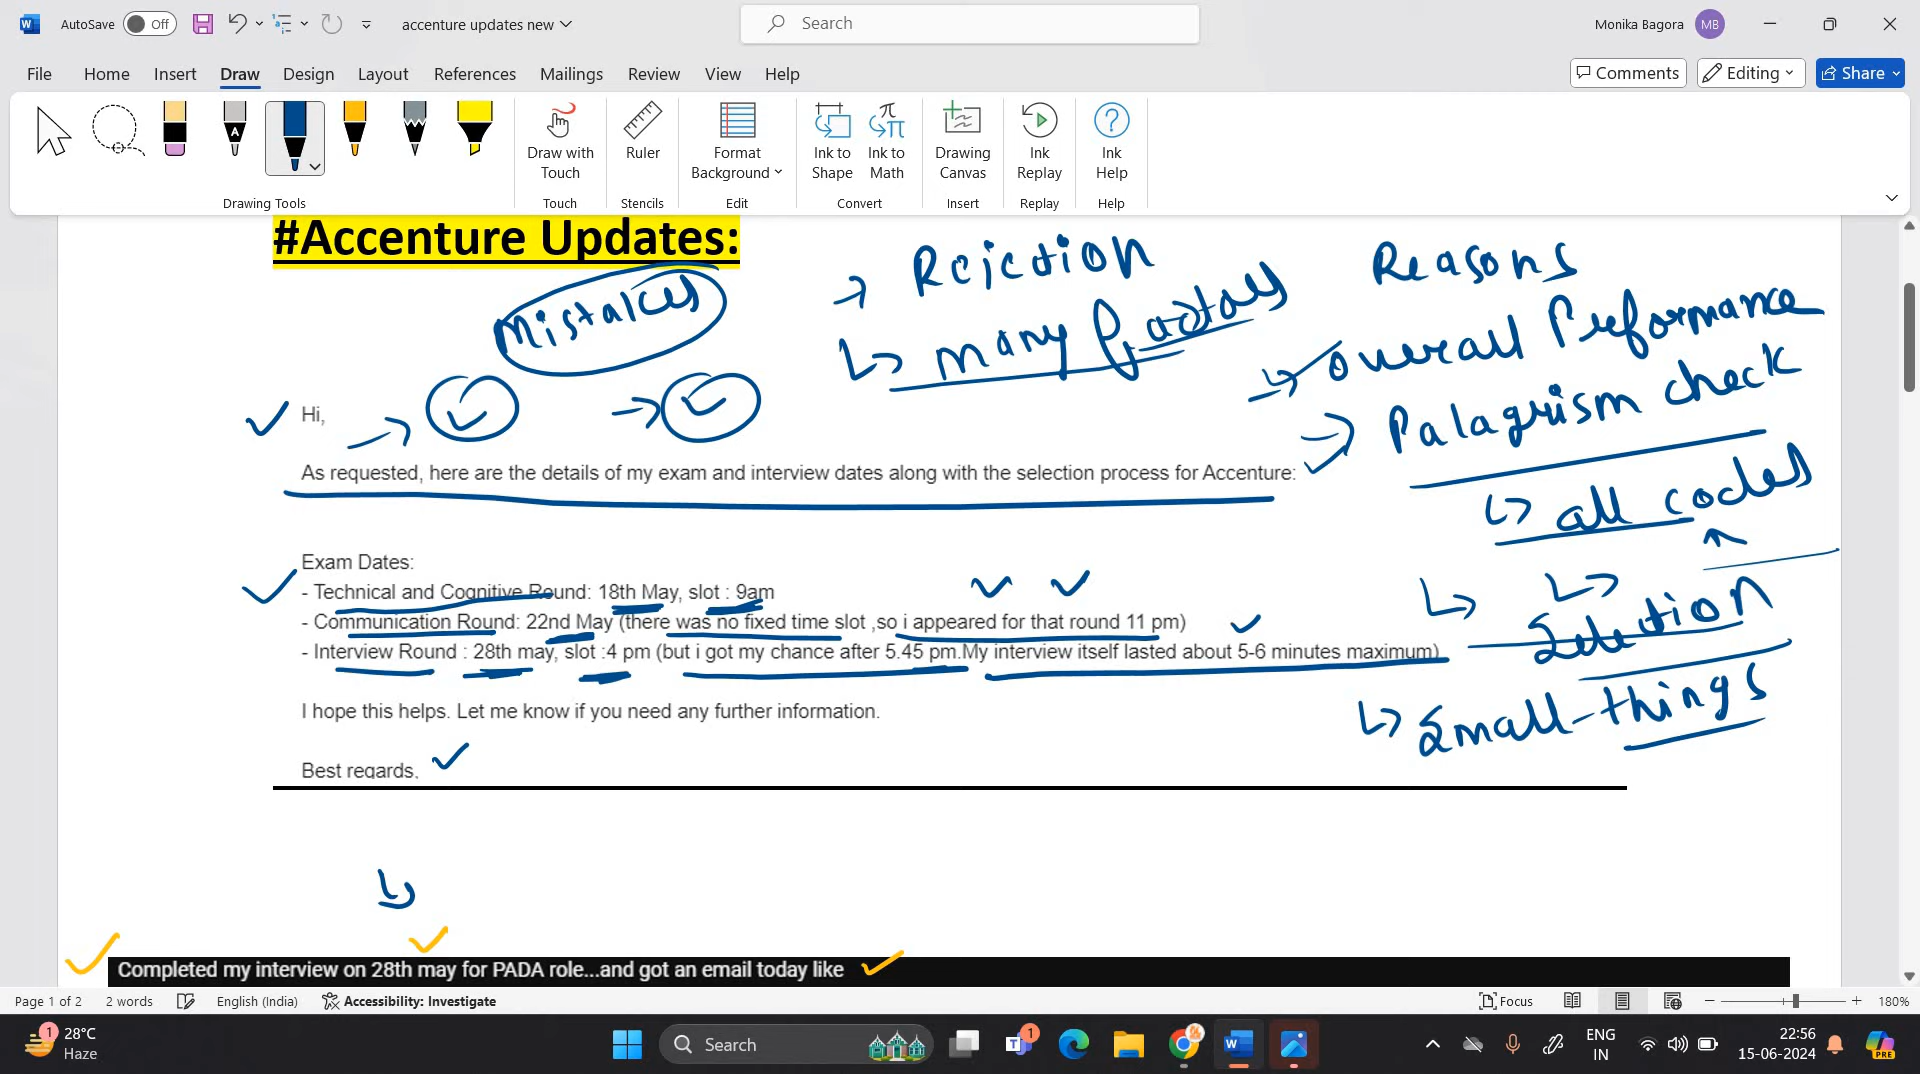 AutoSave Off accenture updates new Search Monika Bagora MB
File Home Insert Draw Design Layout References Mailings Review View Help Comments Editing Share
A
Draw with Touch Ruler Format Background Ink to Shape Ink to Math Drawing Canvas Ink Replay Ink Help
Drawing Tools Touch Stencils Edit Convert Insert Replay Help
#Accenture Updates:
Mistakes
Rejection
many factors
Reasons
Overall Performance
Palagrism check
all codes
Selection
Small-things
Hi,
As requested, here are the details of my exam and interview dates along with the selection process for Accenture:
Exam Dates:
- Technical and Cognitive Round: 18th May, slot : 9am
- Communication Round: 22nd May (there was no fixed time slot ,so i appeared for that round 11 pm)
- Interview Round : 28th may, slot :4 pm (but i got my chance after 5.45 pm.My interview itself lasted about 5-6 minutes maximum)
I hope this helps. Let me know if you need any further information.
Best regards,
Completed my interview on 28th may for PADA role...and got an email today like
Page 1 of 2 2 words English (India) Accessibility: Investigate Focus 180%
1 28°C Haze Search 1 ENG IN 22:56 15-06-2024 PRE